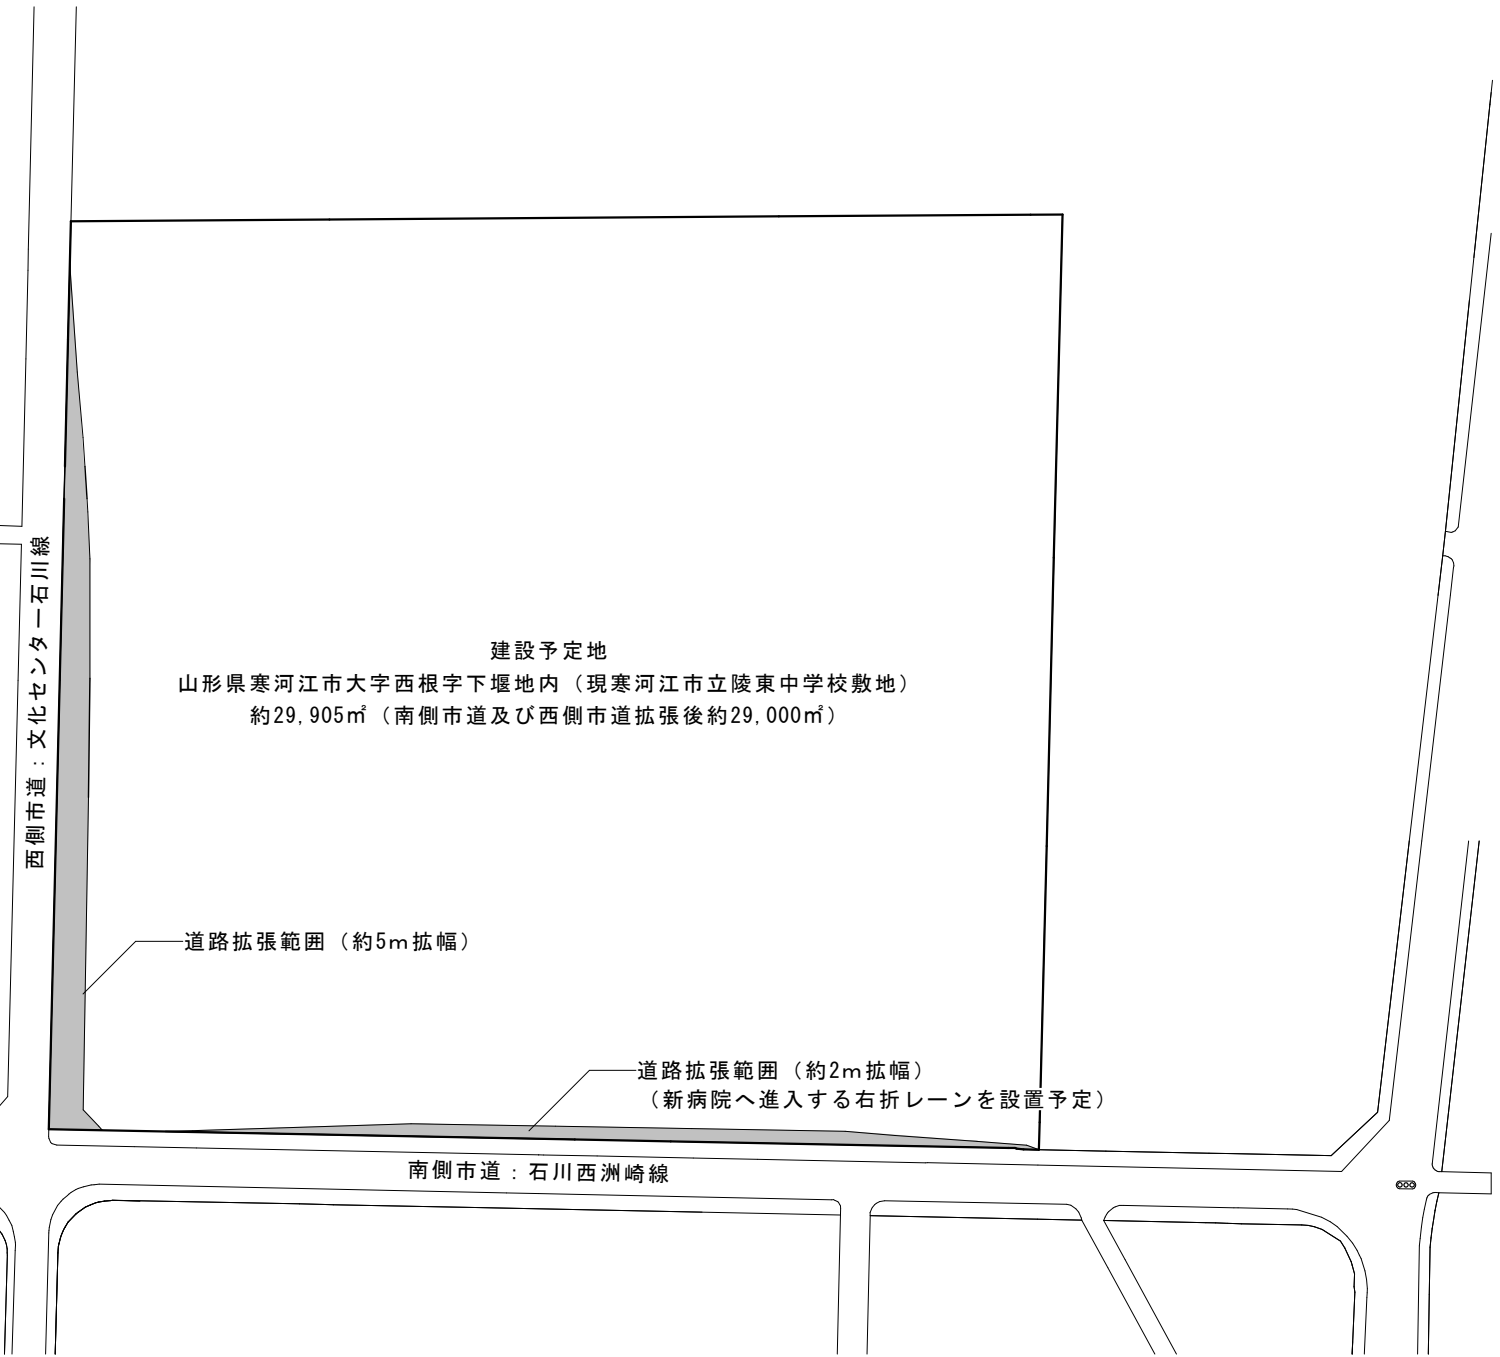 西側市道：文化センター石川線
建設予定地
山形県寒河江市大字西根字下堰地内（現寒河江市立陵東中学校敷地）
約29,905㎡（南側市道及び西側市道拡張後約29,000㎡）
道路拡張範囲（約5ｍ拡幅）
道路拡張範囲（約2ｍ拡幅）
（新病院へ進入する右折レーンを設置予定）
南側市道：石川西洲崎線